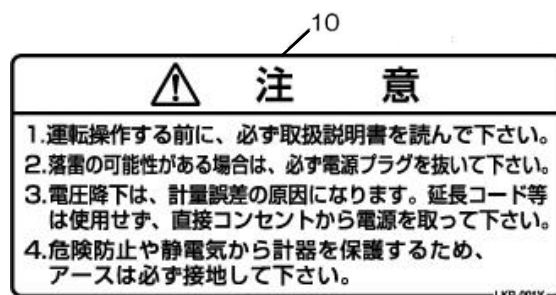 10
⚠ 注 意
1.運転操作する前に、必ず取扱説明書を読んで下さい。
2.落雷の可能性がある場合は、必ず電源プラグを抜いて下さい。
3.電圧降下は、計量誤差の原因になります。延長コード等
は使用せず、直接コンセントから電源を取って下さい。
4.危険防止や静電気から計器を保護するため、
アースは必ず接地して下さい。